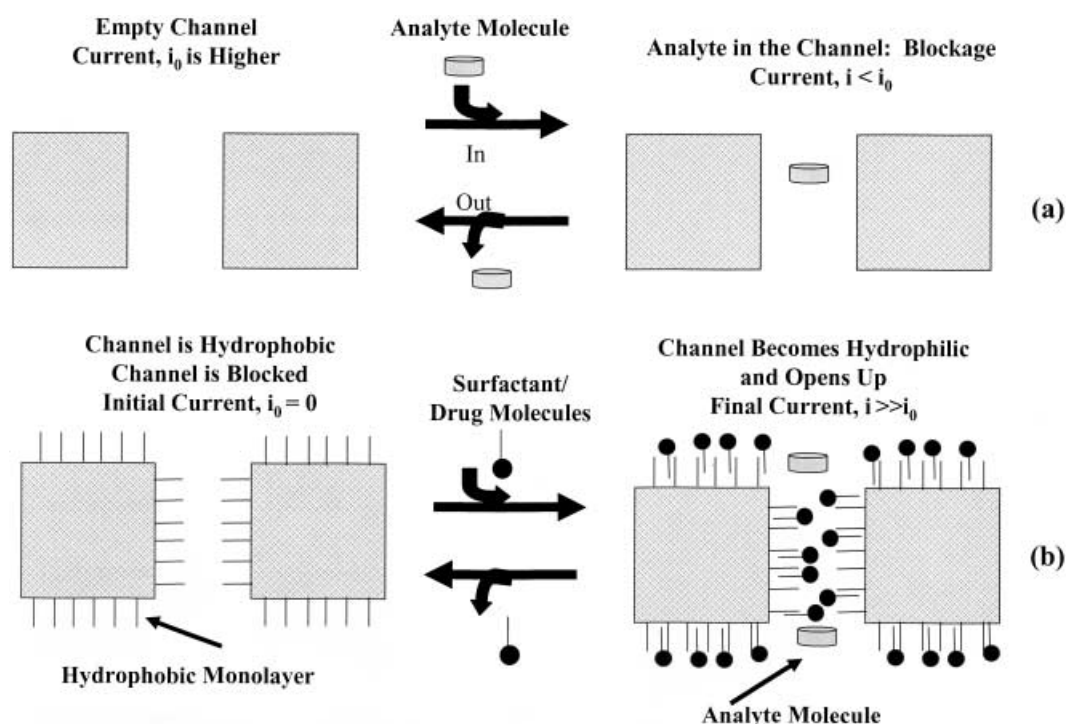 Empty Channel
Current, i₀ is Higher
Analyte Molecule
Analyte in the Channel: Blockage
Current, i < i₀
In
Out
(a)
Channel is Hydrophobic
Channel is Blocked
Initial Current, i₀ = 0
Surfactant/
Drug Molecules
Channel Becomes Hydrophilic
and Opens Up
Final Current, i >>i₀
(b)
Hydrophobic Monolayer
Analyte Molecule